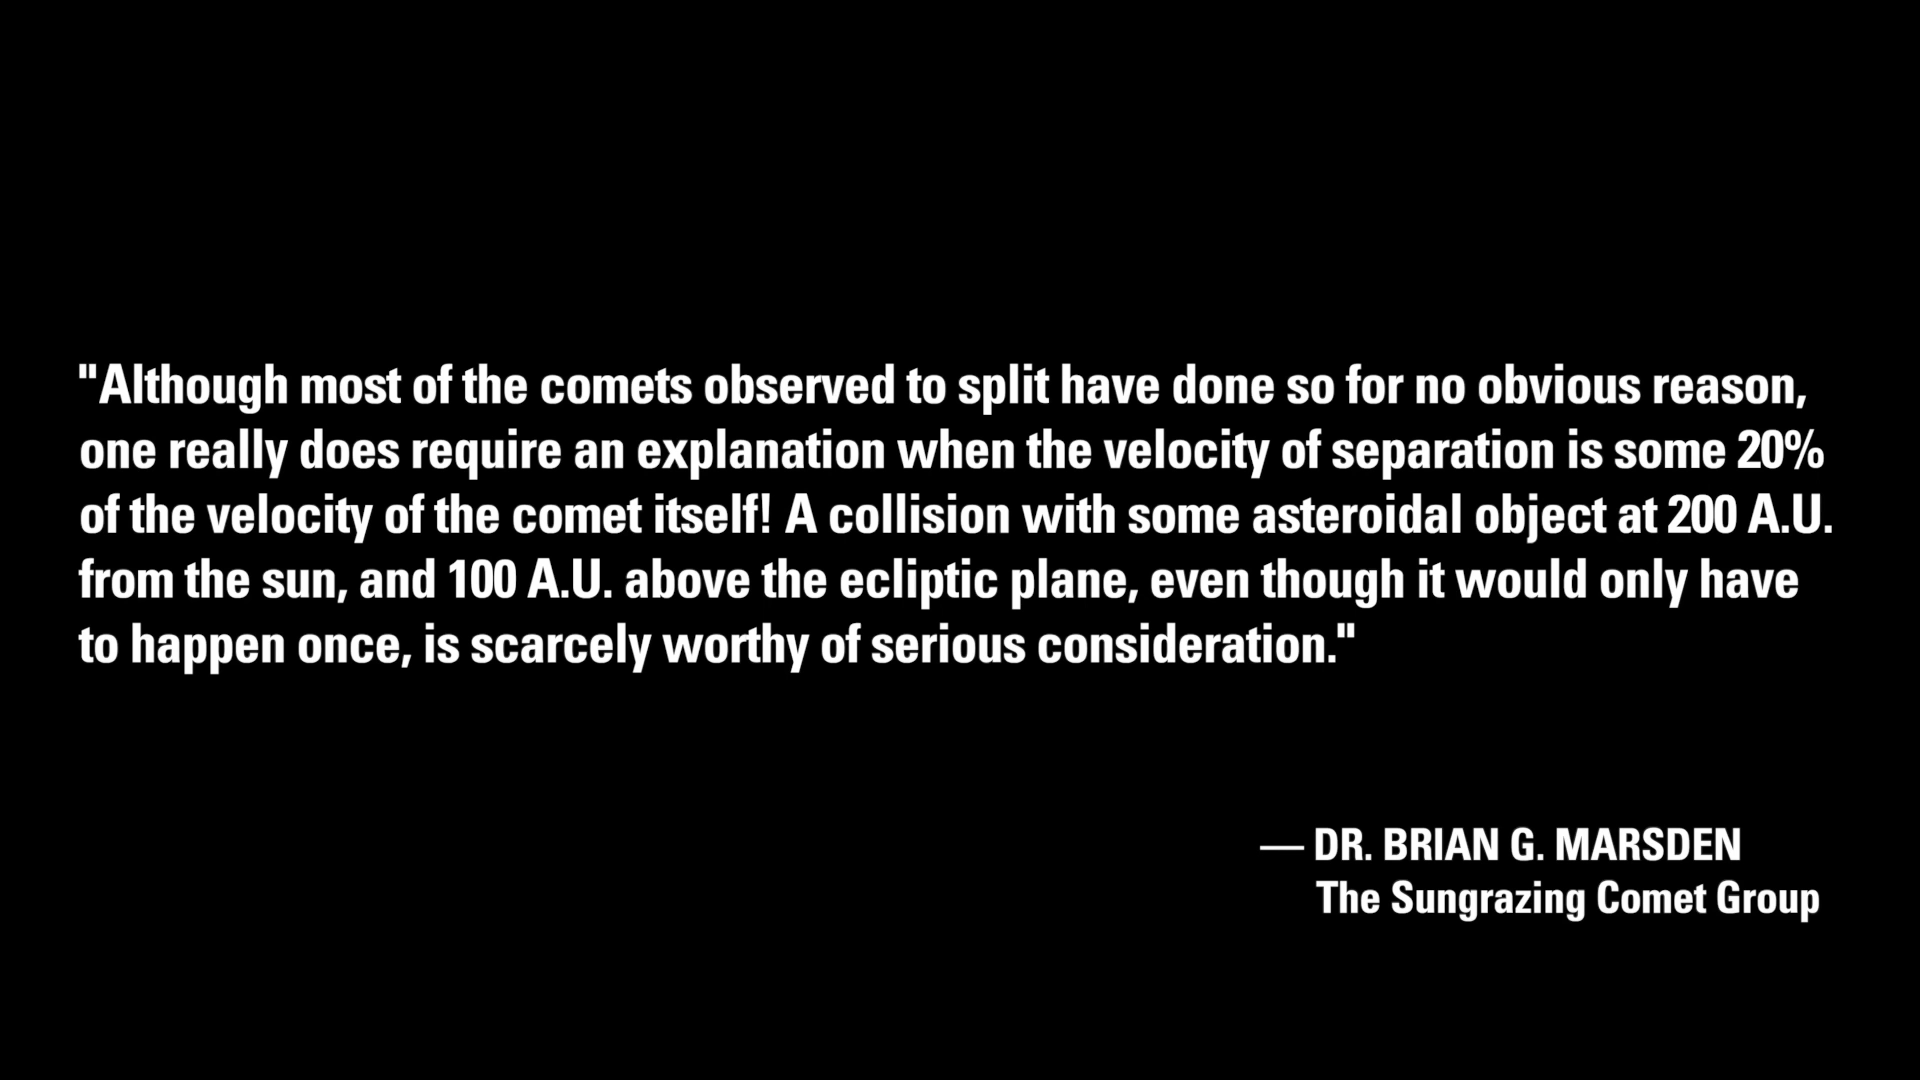 "Although most of the comets observed to split have done so for no obvious reason,
one really does require an explanation when the velocity of separation is some 20%
of the velocity of the comet itself! A collision with some asteroidal object at 200 A.U.
from the sun, and 100 A.U. above the ecliptic plane, even though it would only have
to happen once, is scarcely worthy of serious consideration."
— DR. BRIAN G. MARSDEN
The Sungrazing Comet Group